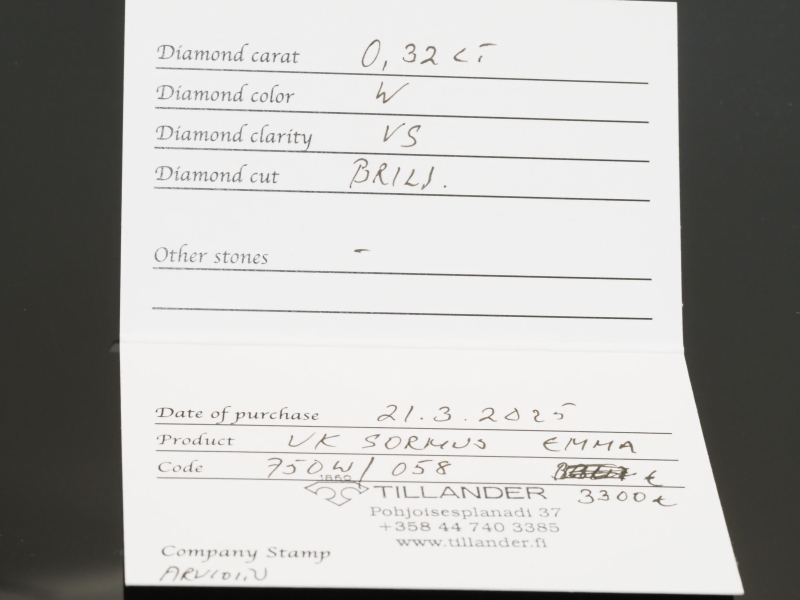 Diamond carat 0,32 CT
Diamond color W
Diamond clarity VS
Diamond cut BRILJ.
Other stones -
Date of purchase 21.3.2025
Product VK SORMUS EMMA
Code 750W/058 €
1860
TILLANDER 3300€
Pohjoisesplanadi 37
+358 44 740 3385
www.tillander.fi
Company Stamp